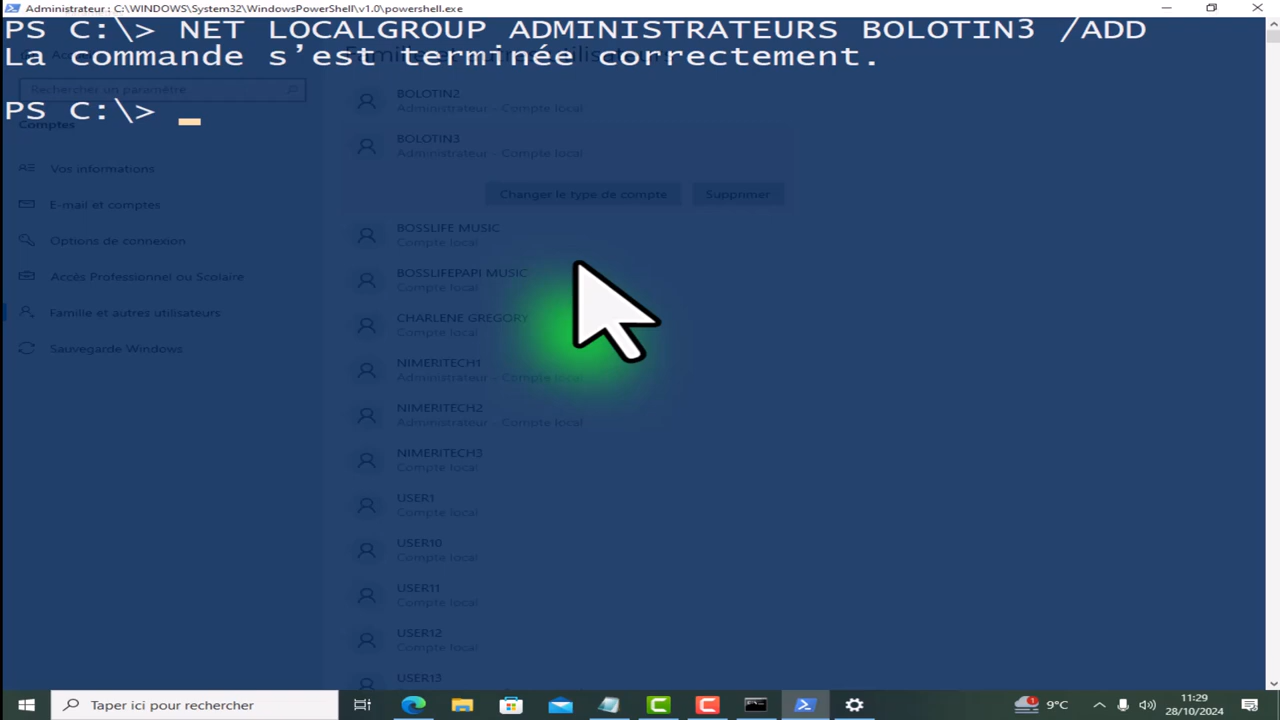 Administrateur : C:\WINDOWS\System32\WindowsPowerShell\v1.0\powershell.exe
PS C:\> NET LOCALGROUP ADMINISTRATEURS BOLOTIN3 /ADD
La commande s’est terminée correctement.
PS C:\>
Rechercher un paramètre
Comptes
Vos informations
E-mail et comptes
Options de connexion
Accès Professionnel ou Scolaire
Famille et autres utilisateurs
Sauvegarde Windows
BOLOTIN2
Administrateur - Compte local
BOLOTIN3
Administrateur - Compte local
Changer le type de compte
Supprimer
BOSSLIFE MUSIC
Compte local
BOSSLIFEPAPI MUSIC
Compte local
CHARLENE GREGORY
Compte local
NIMERITECH1
Administrateur - Compte local
NIMERITECH2
Administrateur - Compte local
NIMERITECH3
Compte local
USER1
Compte local
USER10
Compte local
USER11
Compte local
USER12
Compte local
USER13
Taper ici pour rechercher
1
9°C
11:29
28/10/2024